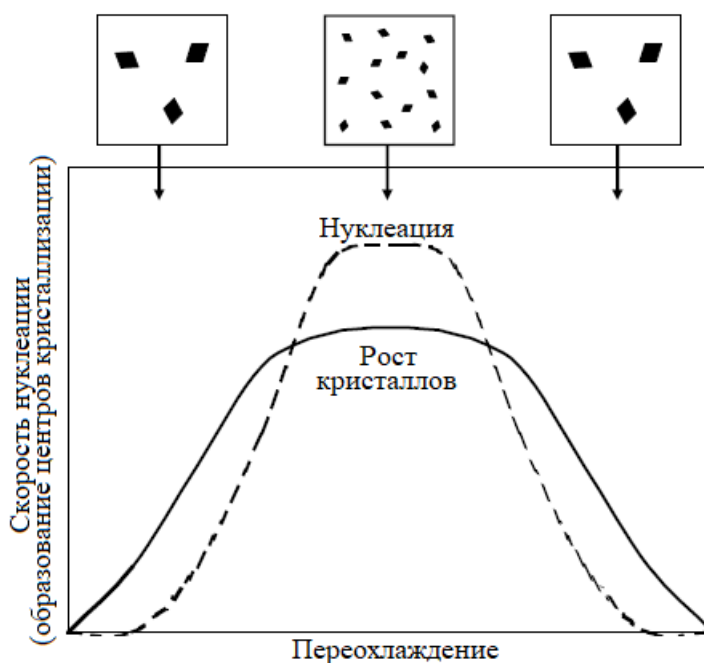 Нуклеация
Рост
кристаллов
Скорость нуклеации
(образование центров кристаллизации)
Переохлаждение